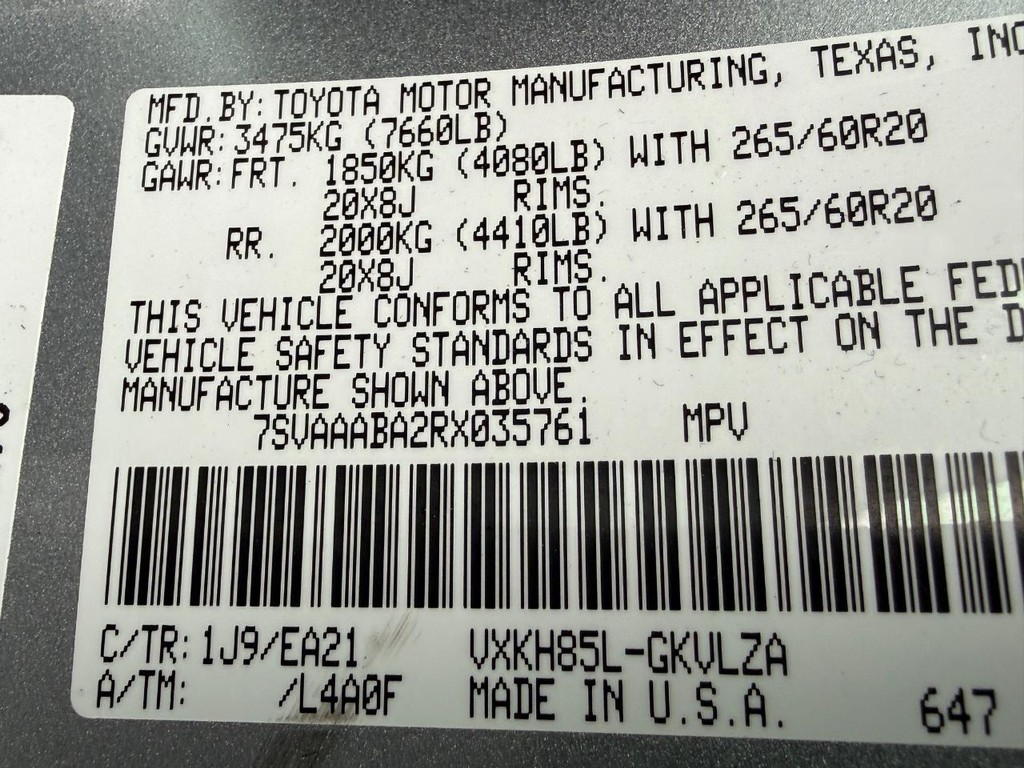 MFD.BY: TOYOTA MOTOR MANUFACTURING, TEXAS, INC
GVWR: 3475KG (7660LB)
GAWR: FRT. 1850KG (4080LB) WITH 265/60R20
20X8J RIMS.
RR. 2000KG (4410LB) WITH 265/60R20
20X8J RIMS.
THIS VEHICLE CONFORMS TO ALL APPLICABLE FED
VEHICLE SAFETY STANDARDS IN EFFECT ON THE D
MANUFACTURE SHOWN ABOVE.
7SVAAABA2RX035761 MPV
C/TR: 1J9/EA21 VXKH85L-GKVLZA
A/TM: /L4A0F MADE IN U.S.A. 647